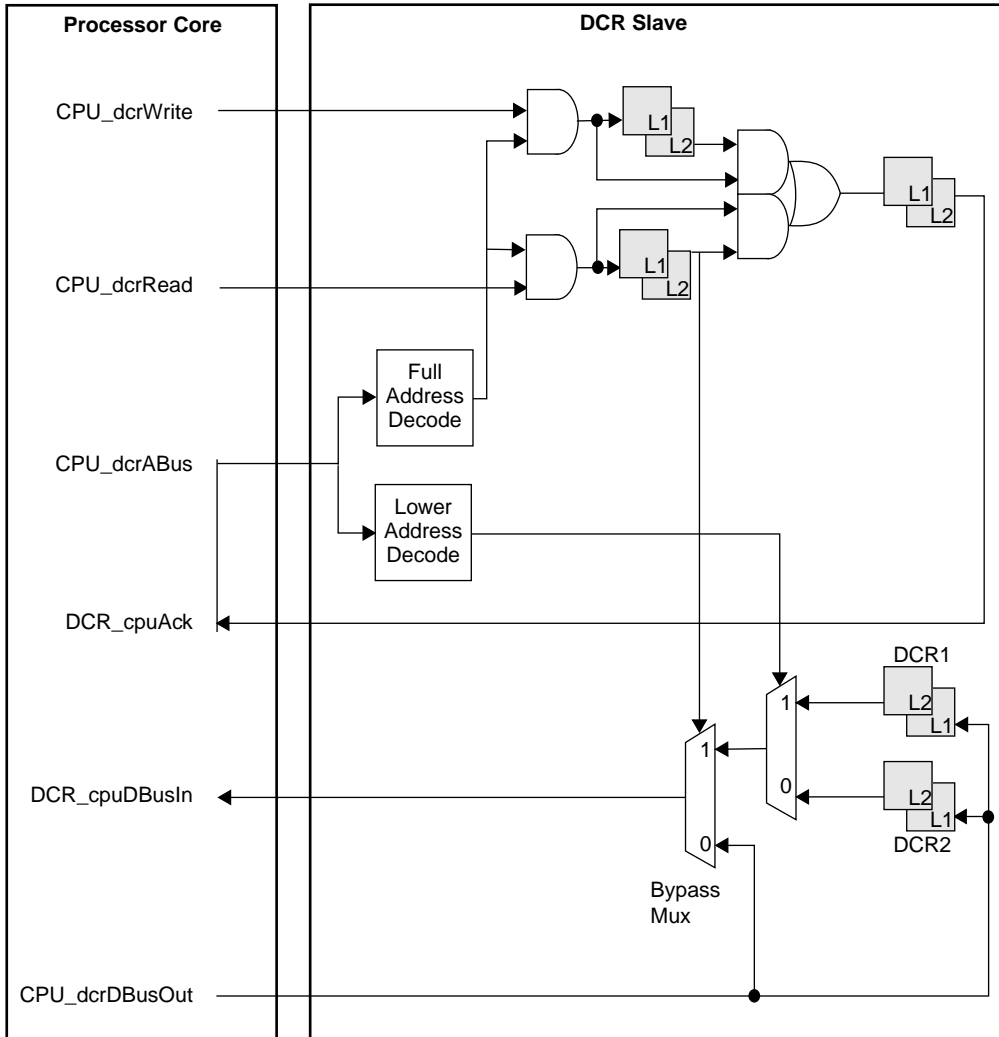 Processor Core
DCR Slave
CPU_dcrWrite
L1
L2
L1
L2
L1
L2
CPU_dcrRead
Full
Address
Decode
CPU_dcrABus
Lower
Address
Decode
DCR_cpuAck
DCR1
L2
L1
1
1
DCR_cpuDBusIn
0
L2
L1
DCR2
0
Bypass
Mux
CPU_dcrDBusOut